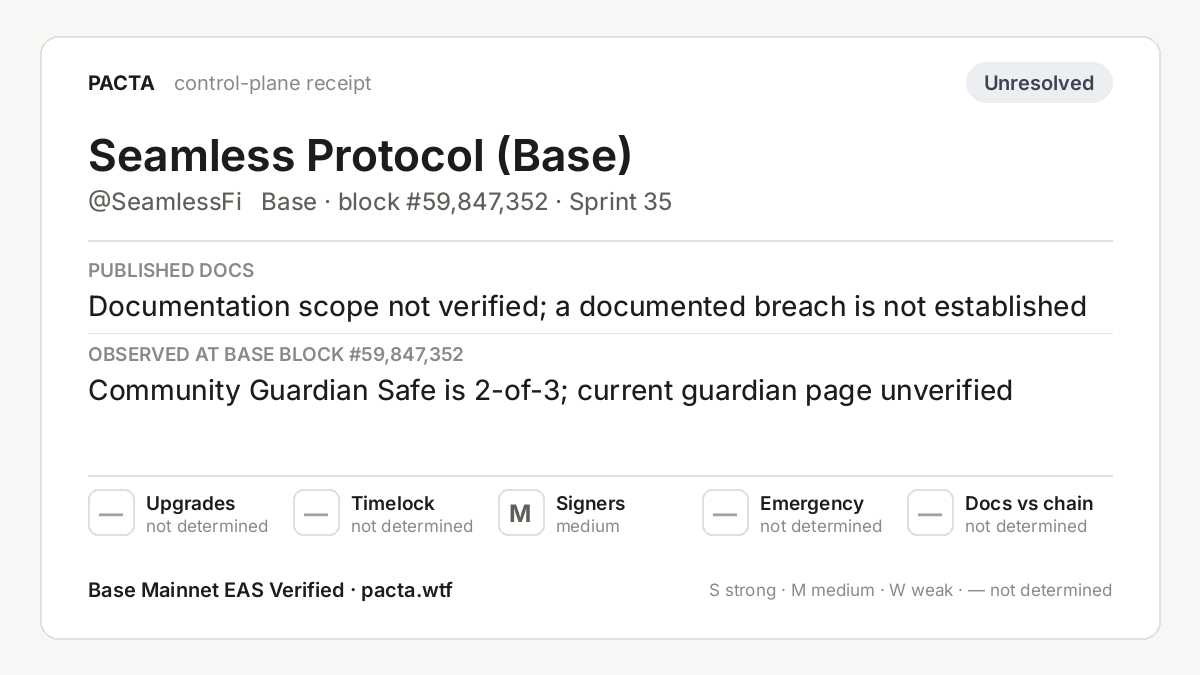 PACTA control-plane receipt Unresolved
Seamless Protocol (Base)
@SeamlessFi Base · block #59,847,352 · Sprint 35
PUBLISHED DOCS
Documentation scope not verified; a documented breach is not established
OBSERVED AT BASE BLOCK #59,847,352
Community Guardian Safe is 2-of-3; current guardian page unverified
— Upgrades not determined
— Timelock not determined
M Signers medium
— Emergency not determined
— Docs vs chain not determined
Base Mainnet EAS Verified · pacta.wtf
S strong · M medium · W weak · — not determined